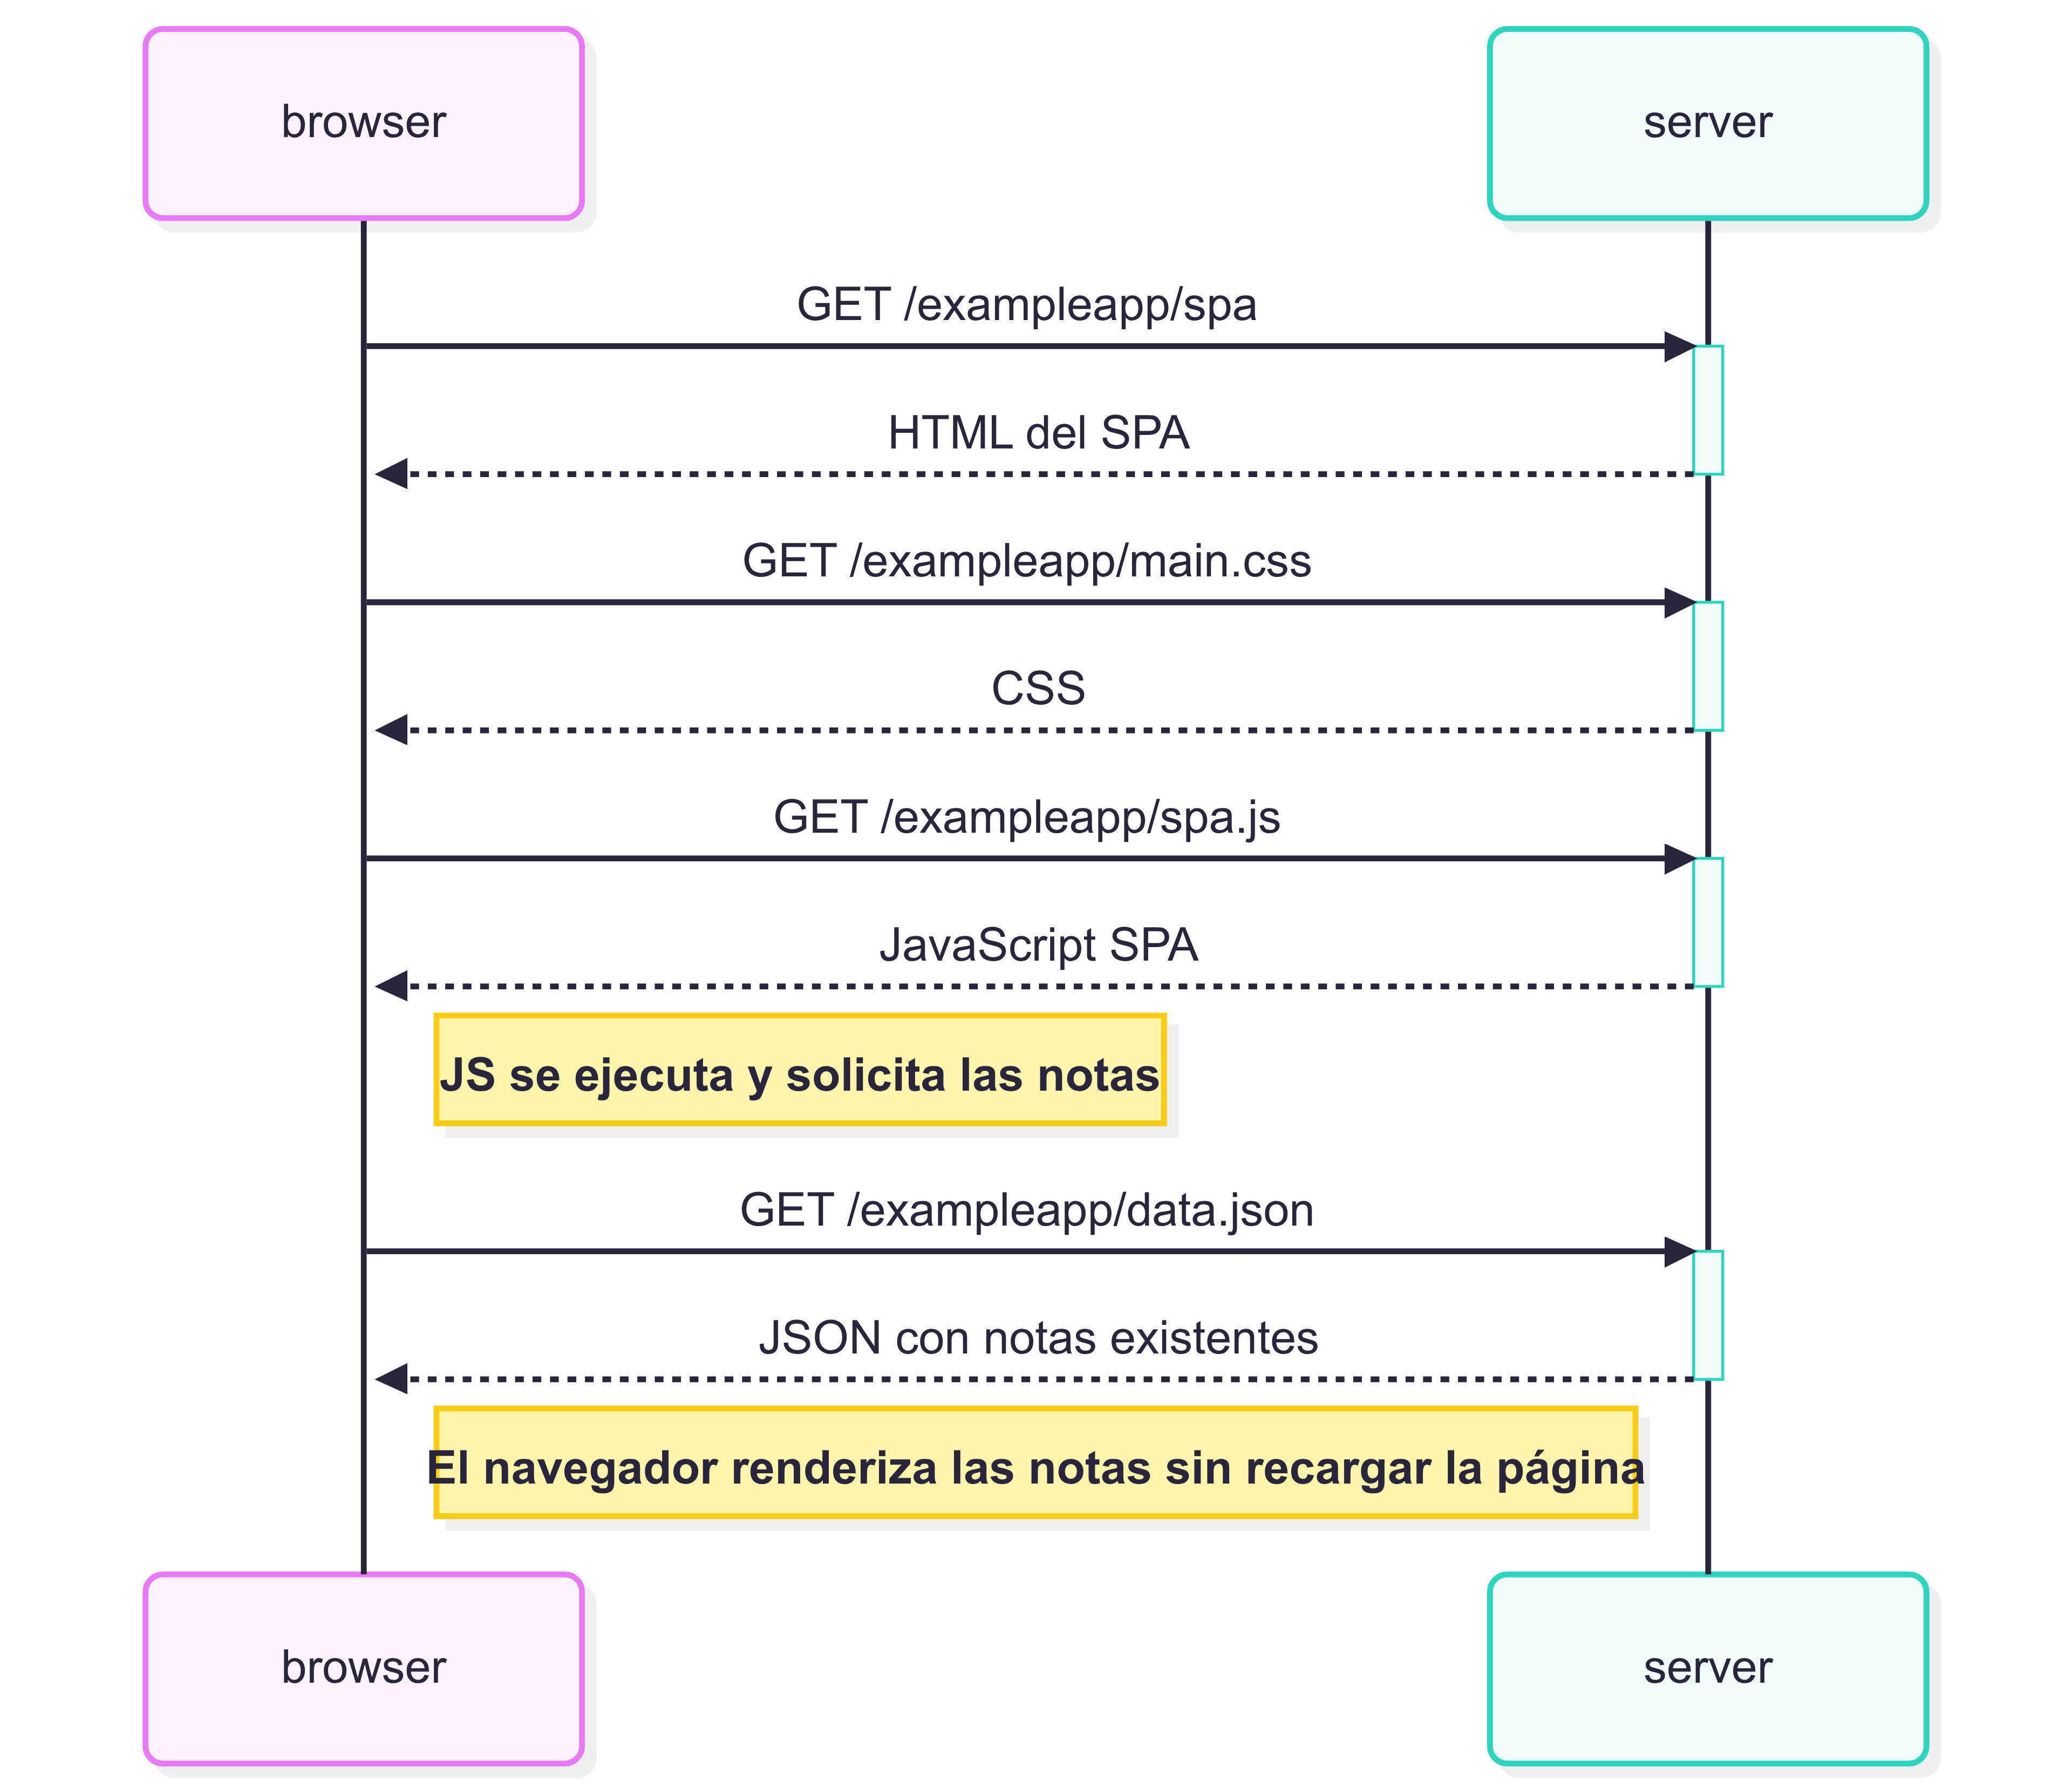 browser
server
GET /exampleapp/spa
HTML del SPA
GET /exampleapp/main.css
CSS
GET /exampleapp/spa.js
JavaScript SPA
JS se ejecuta y solicita las notas
GET /exampleapp/data.json
JSON con notas existentes
El navegador renderiza las notas sin recargar la página
browser
server